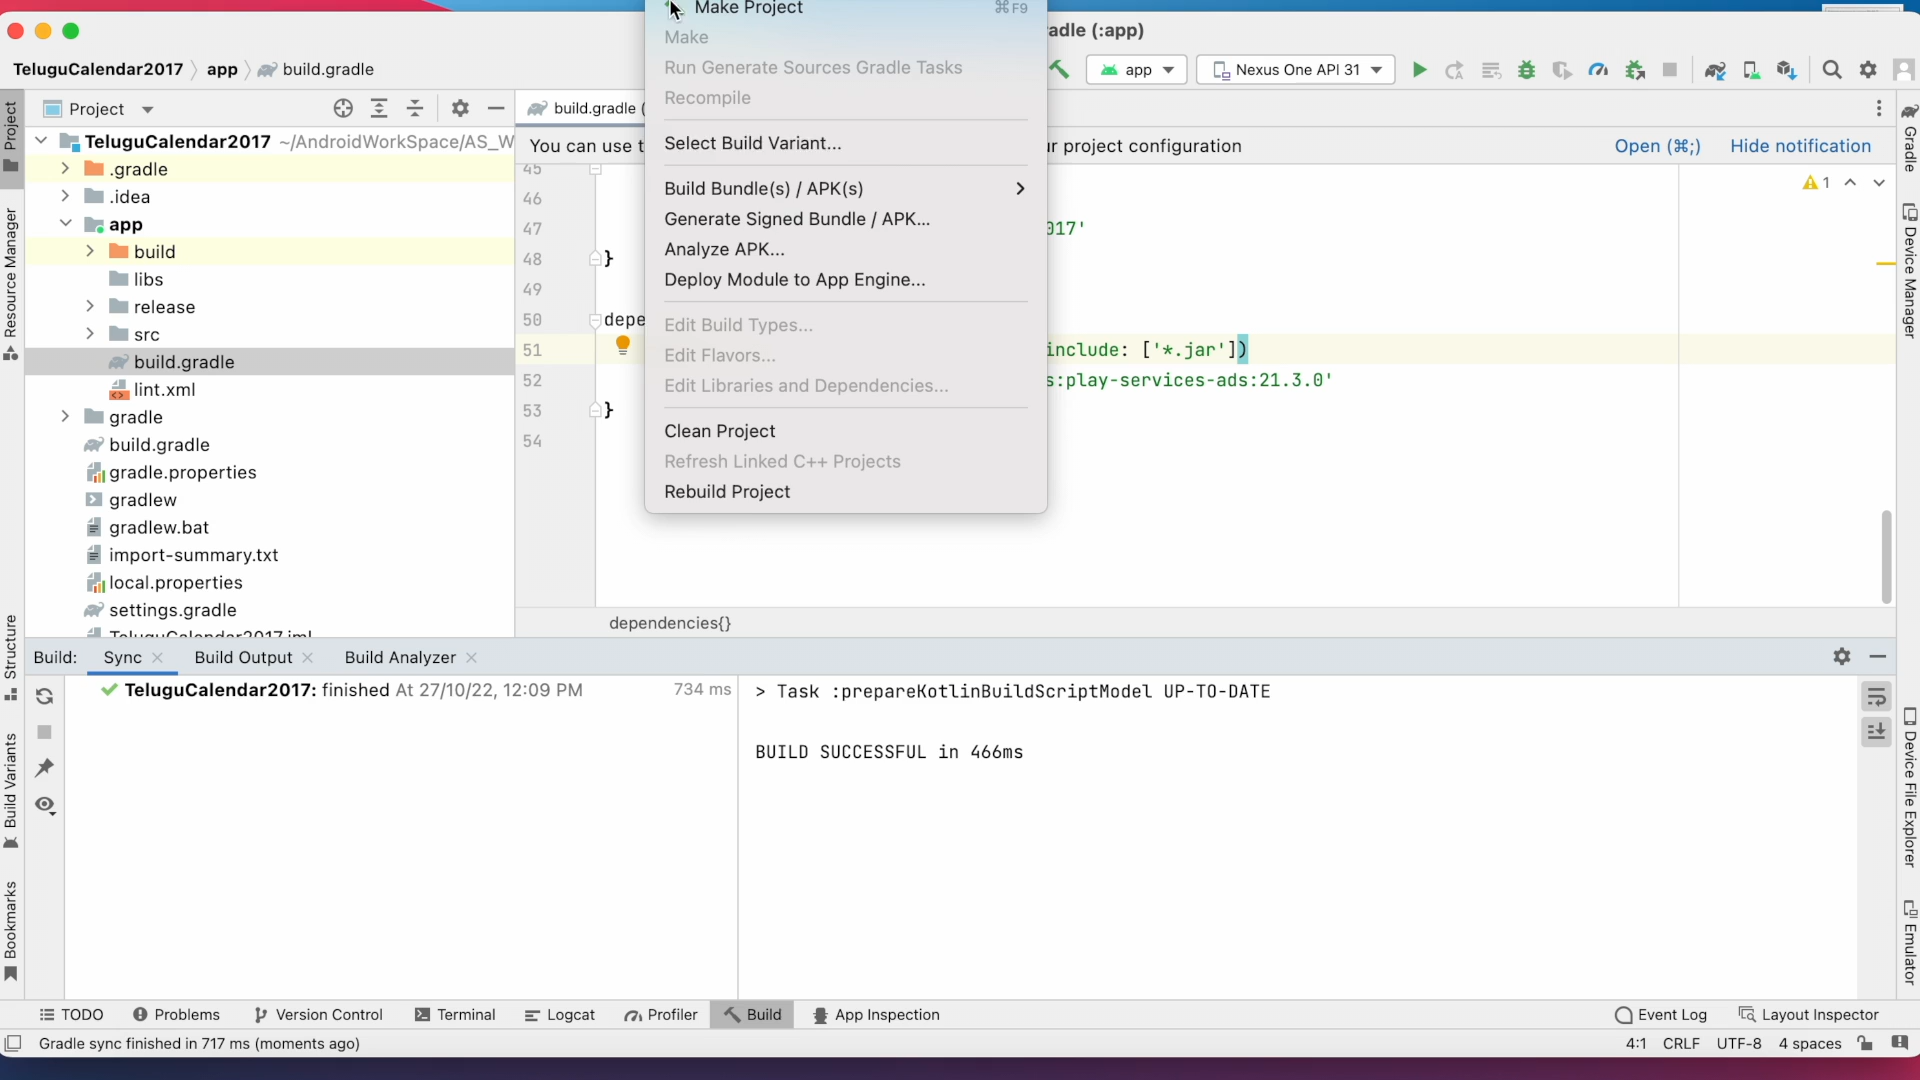 Make Project ⌘F9
Make
Run Generate Sources Gradle Tasks
Recompile
Select Build Variant...
Build Bundle(s) / APK(s)
Generate Signed Bundle / APK...
Analyze APK...
Deploy Module to App Engine...
Edit Build Types...
Edit Flavors...
Edit Libraries and Dependencies...
Clean Project
Refresh Linked C++ Projects
Rebuild Project
adle (:app)
TeluguCalendar2017 app build.gradle
app Nexus One API 31
Project
build.gradle (
You can use t
r project configuration Open (⌘;) Hide notification
TeluguCalendar2017 ~/AndroidWorkSpace/AS_W
.gradle
.idea
app
build
libs
release
src
build.gradle
lint.xml
gradle
build.gradle
gradle.properties
gradlew
gradlew.bat
import-summary.txt
local.properties
settings.gradle
TeluguCalendar2017.iml
45
46
47 017'
48 }
49
50 depe
51 include: ['*.jar'])
52 s:play-services-ads:21.3.0'
53 }
54
1
dependencies{}
Build: Sync Build Output Build Analyzer
TeluguCalendar2017: finished At 27/10/22, 12:09 PM 734 ms
> Task :prepareKotlinBuildScriptModel UP-TO-DATE
BUILD SUCCESSFUL in 466ms
Project
Resource Manager
Structure
Build Variants
Bookmarks
Gradle
Device Manager
Device File Explorer
Emulator
TODO Problems Version Control Terminal Logcat Profiler Build App Inspection Event Log Layout Inspector
Gradle sync finished in 717 ms (moments ago) 4:1 CRLF UTF-8 4 spaces